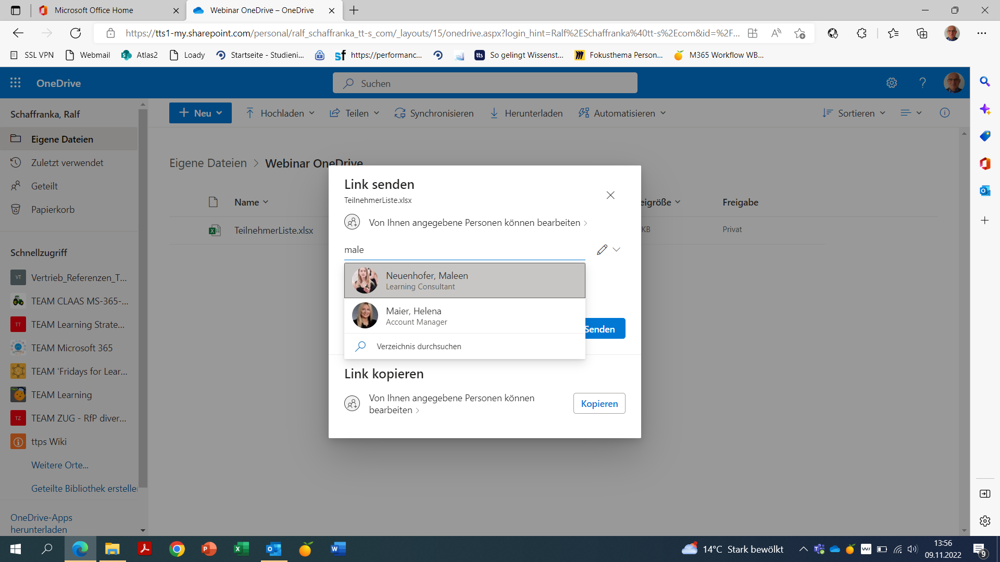 Microsoft Office Home
Webinar OneDrive – OneDrive
https://tts1-my.sharepoint.com/personal/ralf_schaffranka_tt-s_com/_layouts/15/onedrive.aspx?login_hint=Ralf%2ESchaffranka%40tt-s%2Ecom&id=%2F...
SSL VPN
Webmail
Atlas2
Loady
Startseite - Studieni...
https://performanc...
So gelingt Wissenst...
Fokusthema Person...
M365 Workflow WB...
OneDrive
Suchen
Schaffranka, Ralf
Neu
Hochladen
Teilen
Synchronisieren
Herunterladen
Automatisieren
Sortieren
Eigene Dateien
Zuletzt verwendet
Geteilt
Papierkorb
Schnellzugriff
VT Vertrieb_Referenzen_T...
TEAM CLAAS MS-365-...
TT TEAM Learning Strate...
TEAM Microsoft 365
TEAM 'Fridays for Lear...
TEAM Learning
TZ TEAM ZUG - RfP diver...
ttps Wiki
Weitere Orte...
Geteilte Bibliothek erstelle
OneDrive-Apps
herunterladen
Eigene Dateien > Webinar OneDrive
Name
eigröße
Freigabe
TeilnehmerListe.xlsx
KB
Privat
Link senden
TeilnehmerListe.xlsx
Von Ihnen angegebene Personen können bearbeiten >
male
Neuenhofer, Maleen
Learning Consultant
Maier, Helena
Account Manager
Verzeichnis durchsuchen
Senden
Link kopieren
Von Ihnen angegebene Personen können
bearbeiten >
Kopieren
14°C Stark bewölkt
13:56
09.11.2022
9